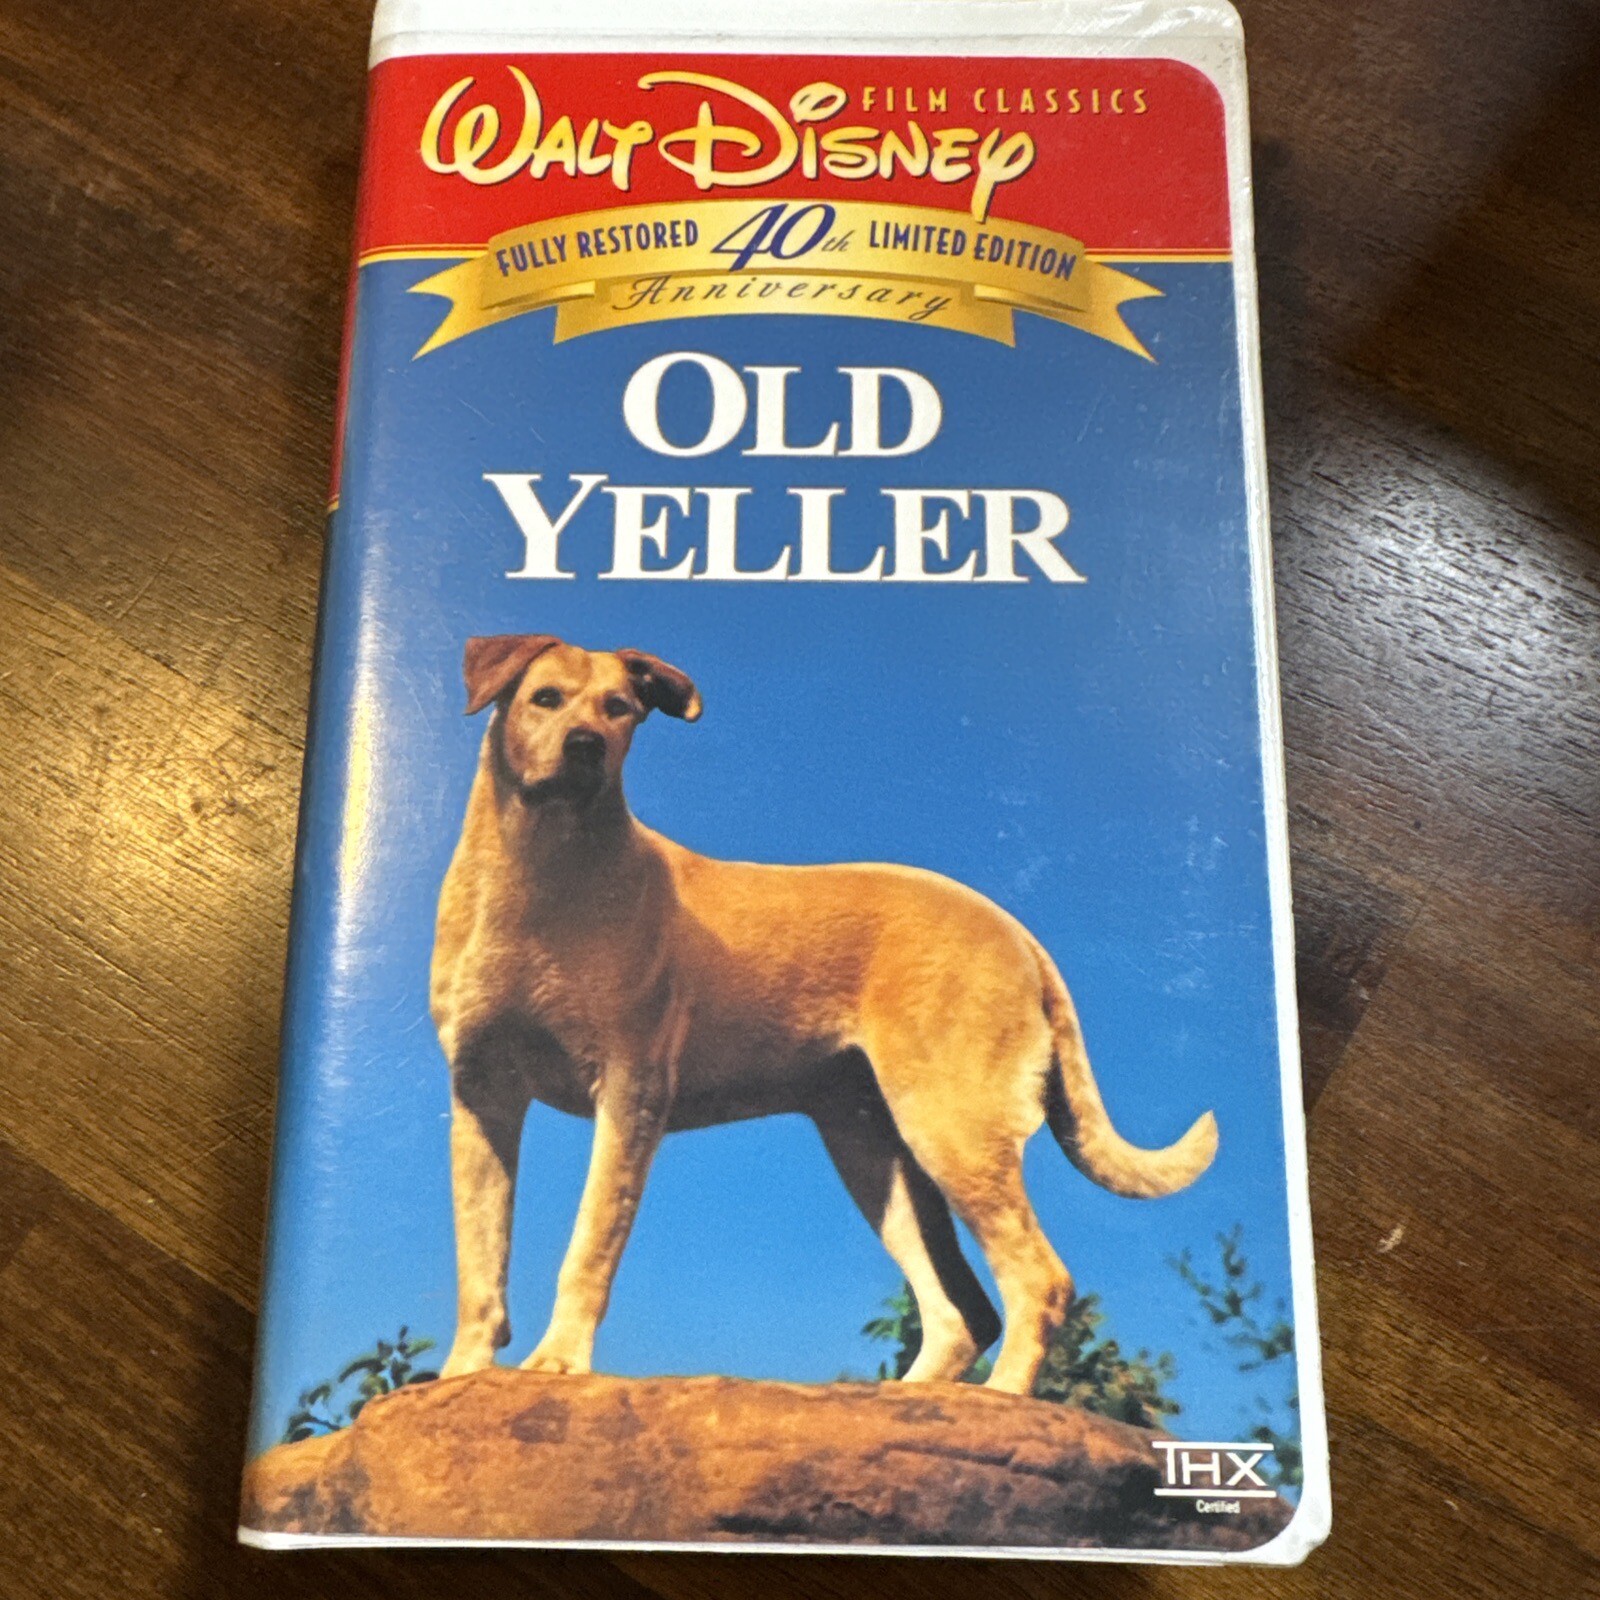 FILM CLASSICS
WALT DISNEY
FULLY RESTORED 40th LIMITED EDITION
Anniversary
OLD
YELLER
THX
Certified